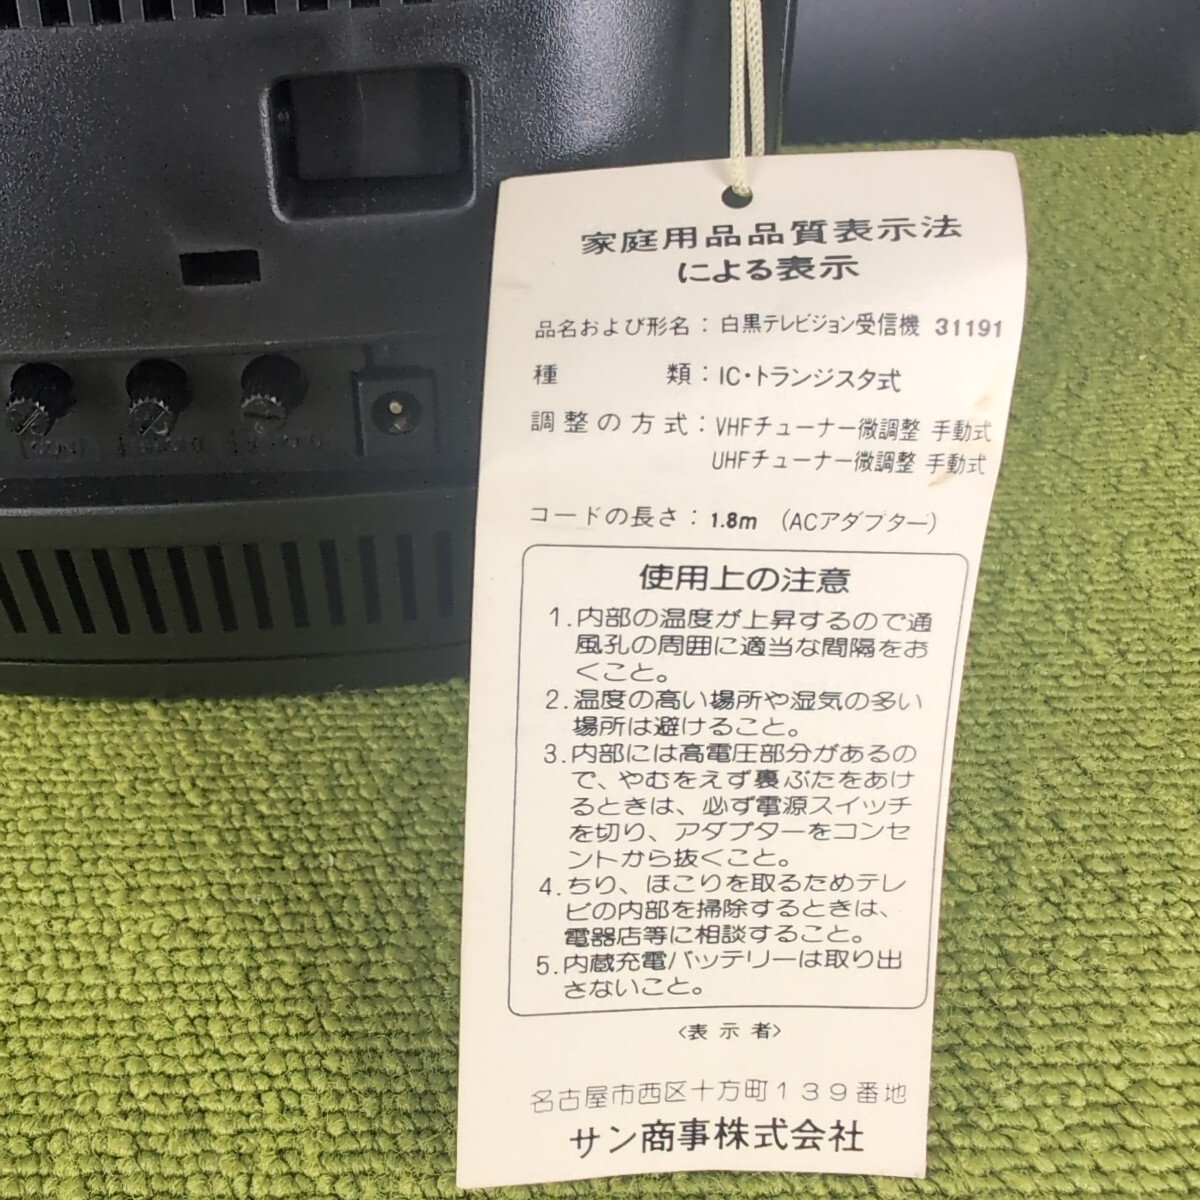 家庭用品品質表示法
による表示
品名および形名：白黒テレビジョン受信機 31191
種　　類：IC・トランジスタ式
調整の方式：VHFチューナー微調整 手動式
UHFチューナー微調整 手動式
コードの長さ：1.8m （ACアダプター）
使用上の注意
1. 内部の温度が上昇するので通
風孔の周囲に適当な間隔をお
くこと。
2. 温度の高い場所や湿気の多い
場所は避けること。
3. 内部には高電圧部分があるの
で、やむをえず裏ぶたをあけ
るときは、必ず電源スイッチ
を切り、アダプターをコンセ
ントから抜くこと。
4. ちり、ほこりを取るためテレ
ビの内部を掃除するときは、
電器店等に相談すること。
5. 内蔵充電バッテリーは取り出
さないこと。
〈表示者〉
名古屋市西区十方町１３９番地
サン商事株式会社